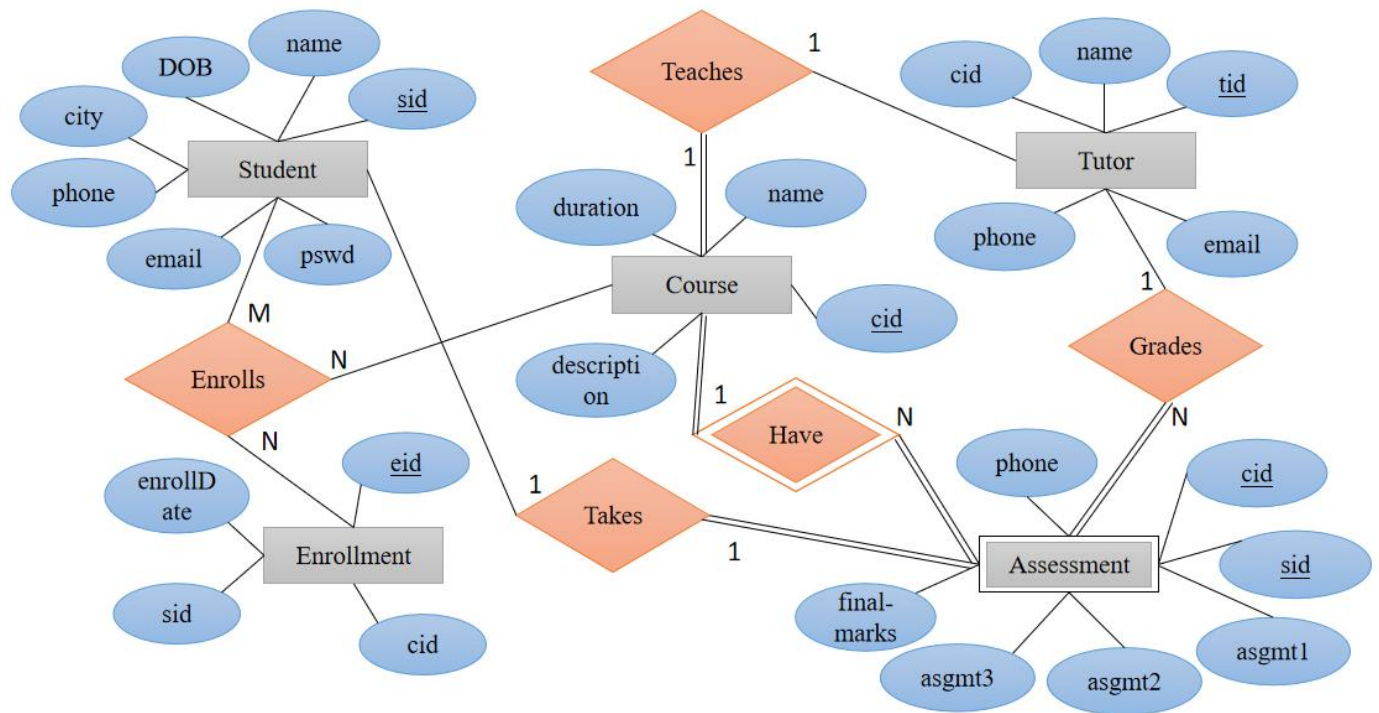 name
DOB
sid
city
Student
phone
email
pswd
Teaches
1
1
cid
name
tid
Tutor
phone
email
duration
name
Course
cid
descripti
on
M
Enrolls
N
N
1
Grades
N
1
Have
N
enrollD
ate
eid
Enrollment
sid
cid
1
Takes
1
phone
cid
Assessment
sid
final-
marks
asgmt3
asgmt2
asgmt1